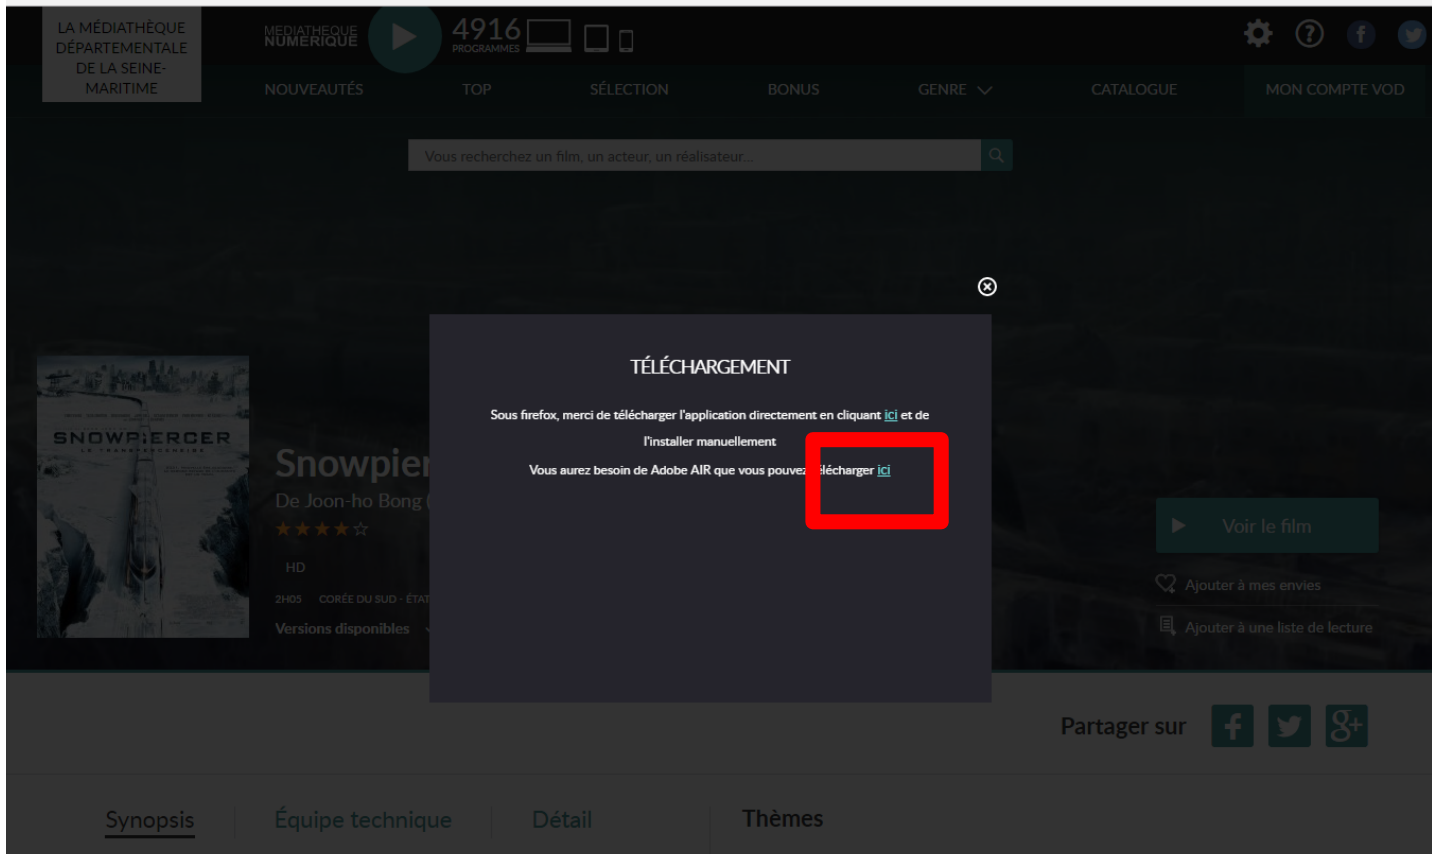 LA MÉDIATHÈQUE
DÉPARTEMENTALE
DE LA SEINE-
MARITIME
MEDIATHEQUE
NUMERIQUE
4916
PROGRAMMES
NOUVEAUTÉS TOP SÉLECTION BONUS GENRE CATALOGUE MON COMPTE VOD
Vous recherchez un film, un acteur, un réalisateur...
TÉLÉCHARGEMENT
Sous firefox, merci de télécharger l'application directement en cliquant ici et de
l'installer manuellement
Vous aurez besoin de Adobe AIR que vous pouvez télécharger ici
SNOWPIERCER
LE TRANSPERCENEIGE
Snowpier
De Joon-ho Bong (
HD
2H05 CORÉE DU SUD - ÉTAT
Versions disponibles
Voir le film
Ajouter à mes envies
Ajouter à une liste de lecture
Partager sur
Synopsis Équipe technique Détail Thèmes